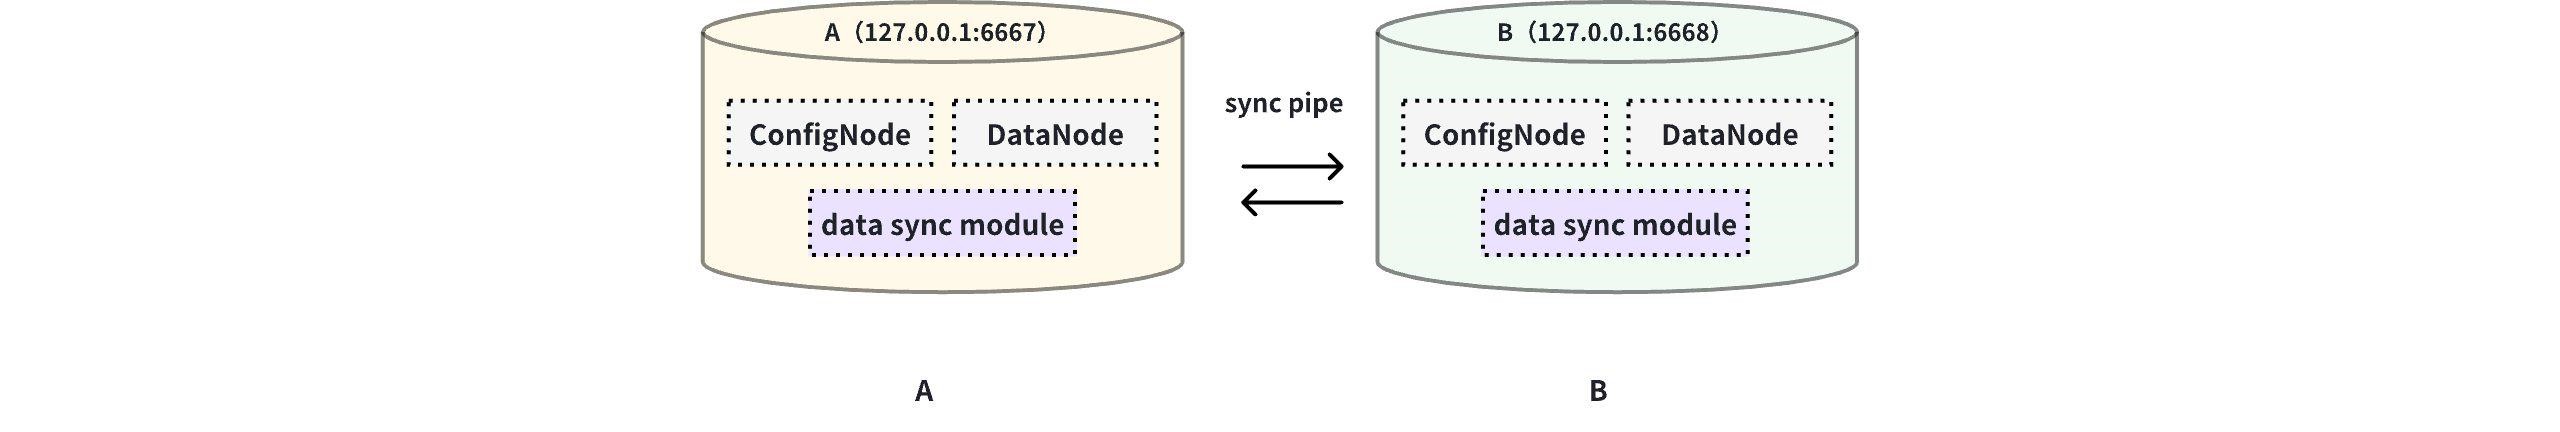 A（127.0.0.1:6667）
ConfigNode
DataNode
data sync module
sync pipe
B（127.0.0.1:6668）
ConfigNode
DataNode
data sync module
A
B